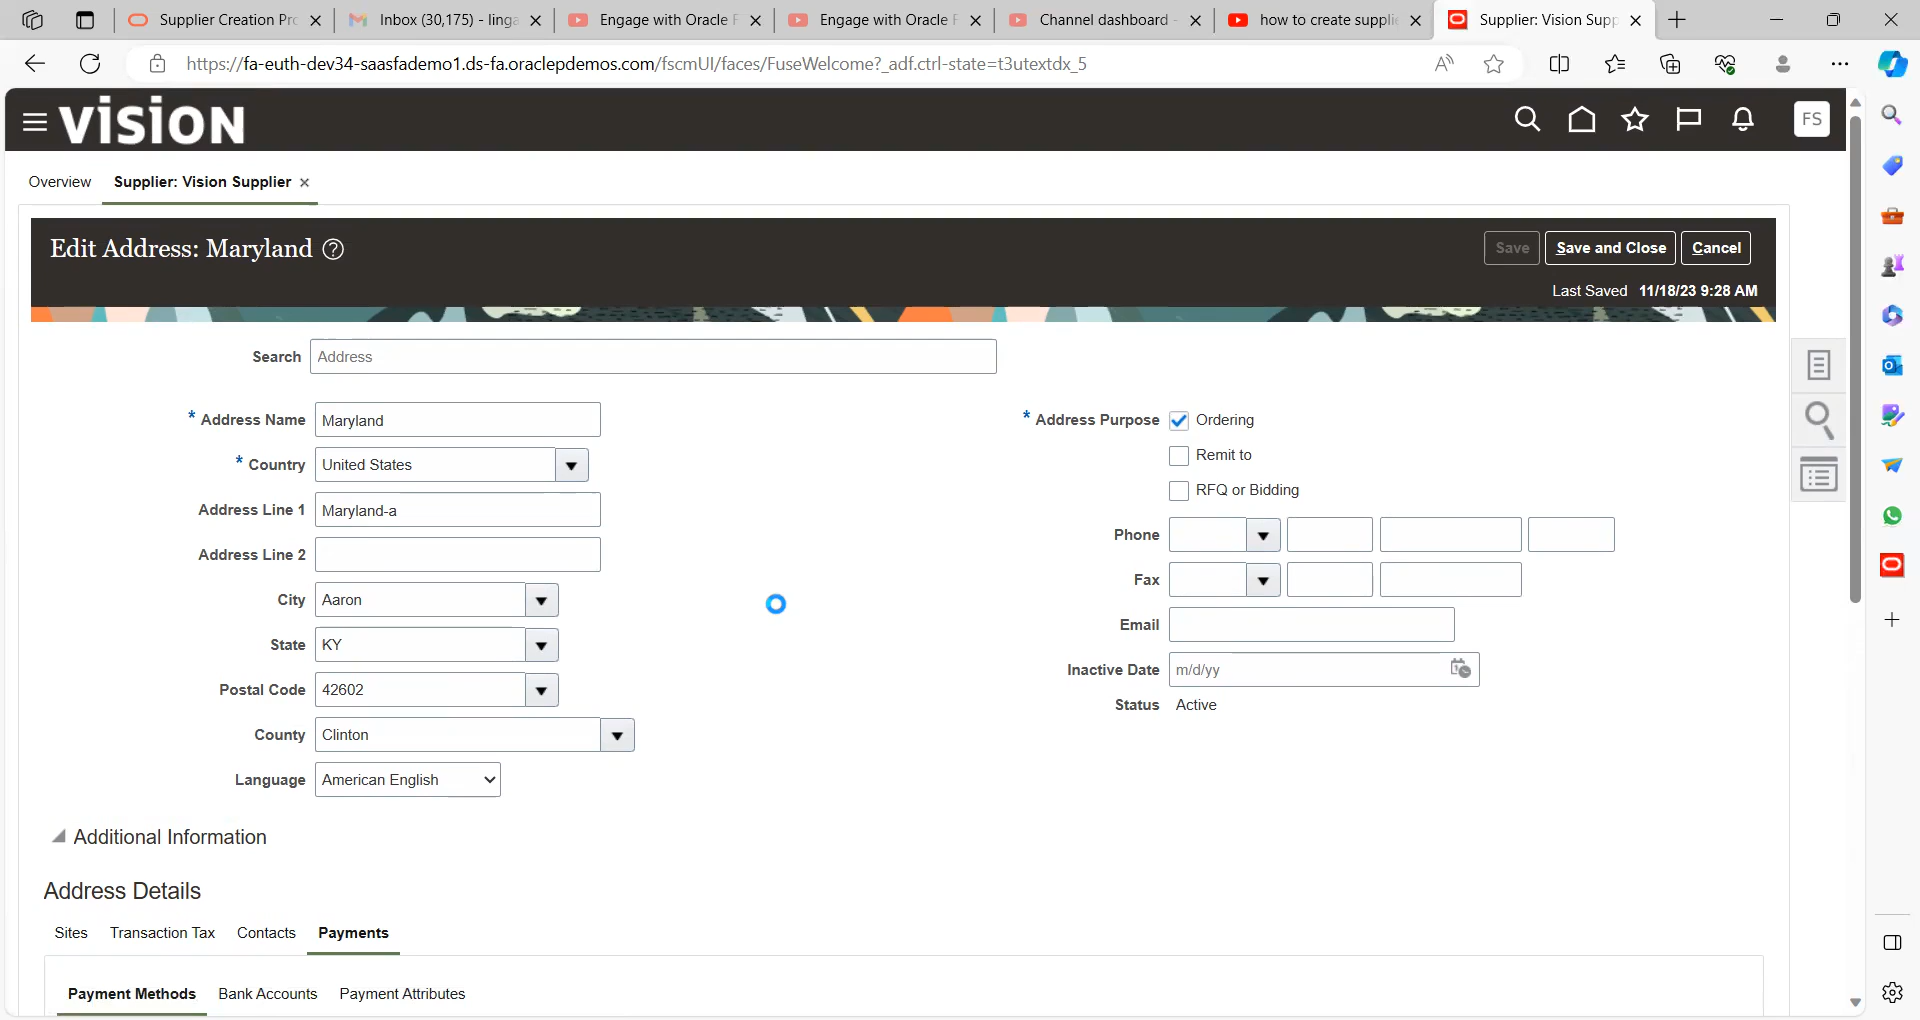 Supplier Creation Pro
Inbox (30,175) - linga
Engage with Oracle F
Engage with Oracle F
Channel dashboard -
how to create supplie
Supplier: Vision Supp
https://fa-euth-dev34-saasfademo1.ds-fa.oraclepdemos.com/fscmUI/faces/FuseWelcome?_adf.ctrl-state=t3utextdx_5
VISION
FS
Overview
Supplier: Vision Supplier
Edit Address: Maryland
Save
Save and Close
Cancel
Last Saved 11/18/23 9:28 AM
Search Address
* Address Name Maryland
* Country United States
Address Line 1 Maryland-a
Address Line 2
City Aaron
State KY
Postal Code 42602
County Clinton
Language American English
* Address Purpose Ordering
Remit to
RFQ or Bidding
Phone
Fax
Email
Inactive Date m/d/yy
Status Active
Additional Information
Address Details
Sites Transaction Tax Contacts Payments
Payment Methods Bank Accounts Payment Attributes